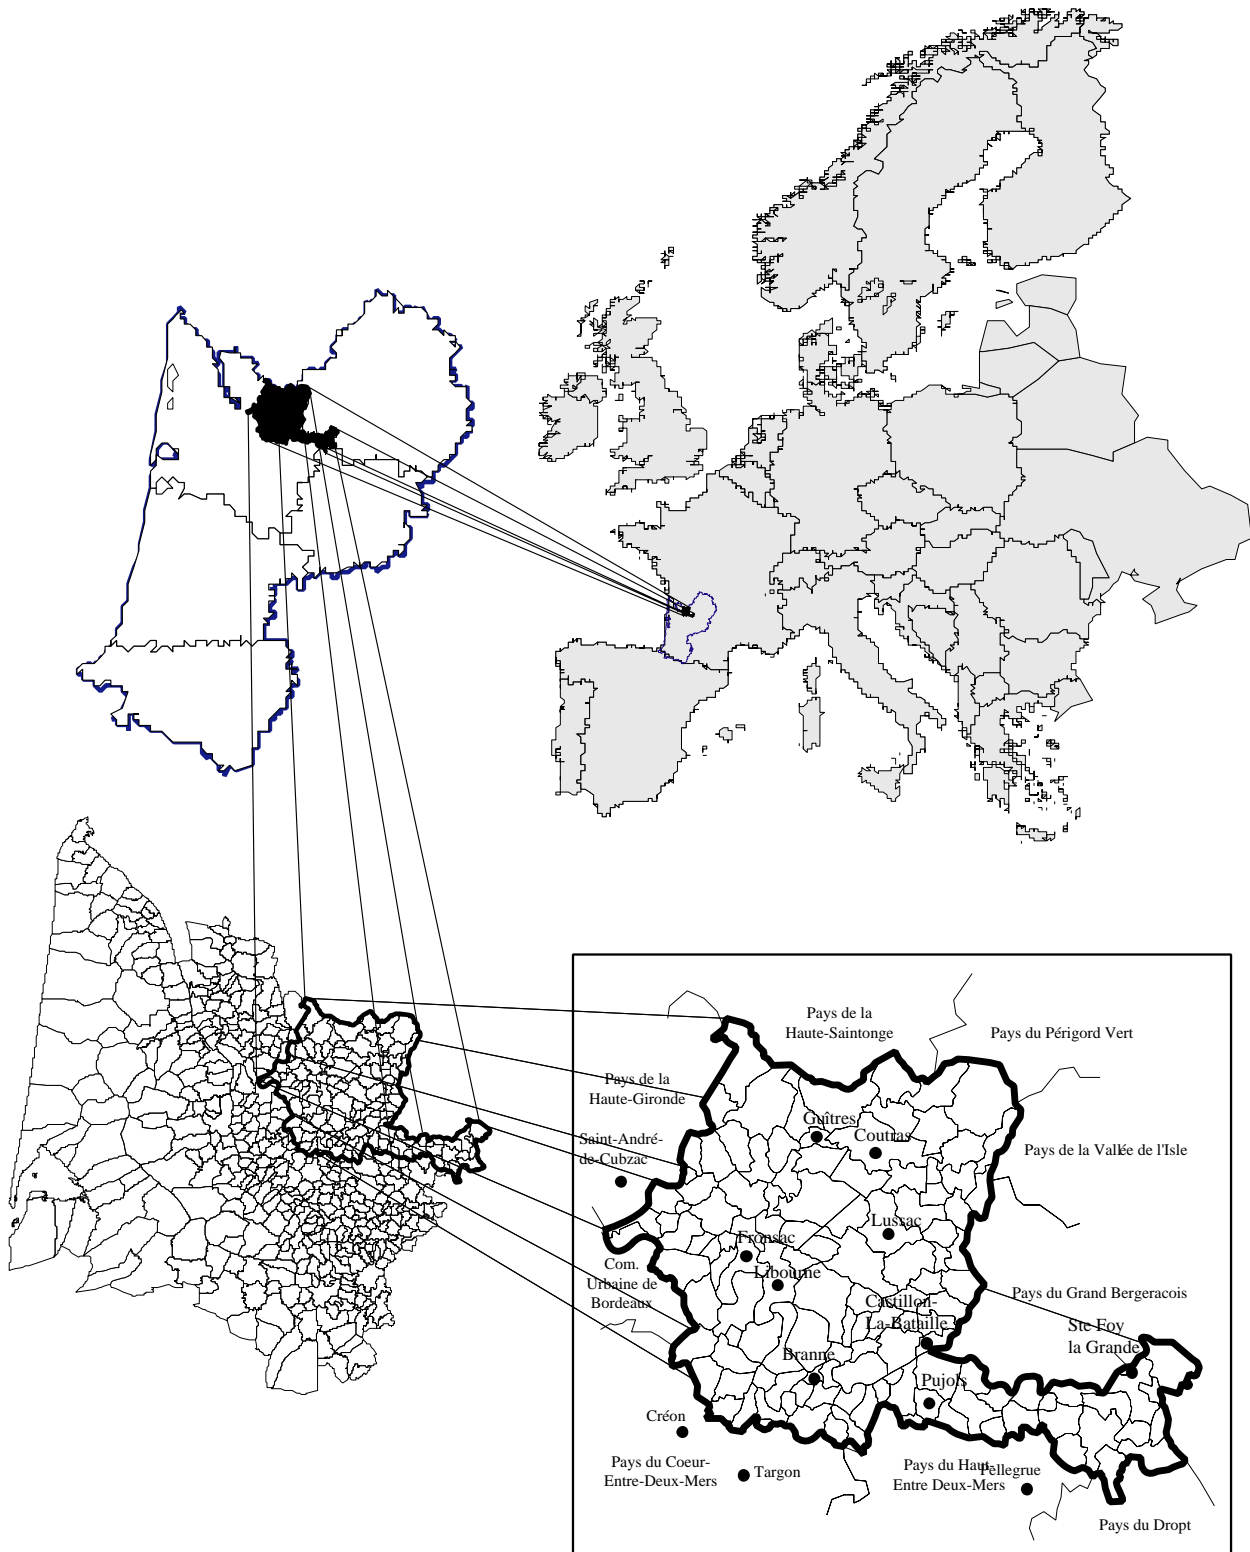 Pays de la
Haute-Saintonge
Pays du Périgord Vert
Pays de la
Haute-Gironde
Guîtres
Coutras
Saint-André-
de-Cubzac
Pays de la Vallée de l'Isle
Lussac
Fronsac
Com.
Urbaine de
Bordeaux
Libourne
Castillon-
La-Bataille
Pays du Grand Bergeracois
Ste Foy
la Grande
Branne
Pujols
Créon
Pays du Coeur-
Entre-Deux-Mers
Targon
Pays du Haut
Entre Deux-Mers
Pellegrue
Pays du Dropt